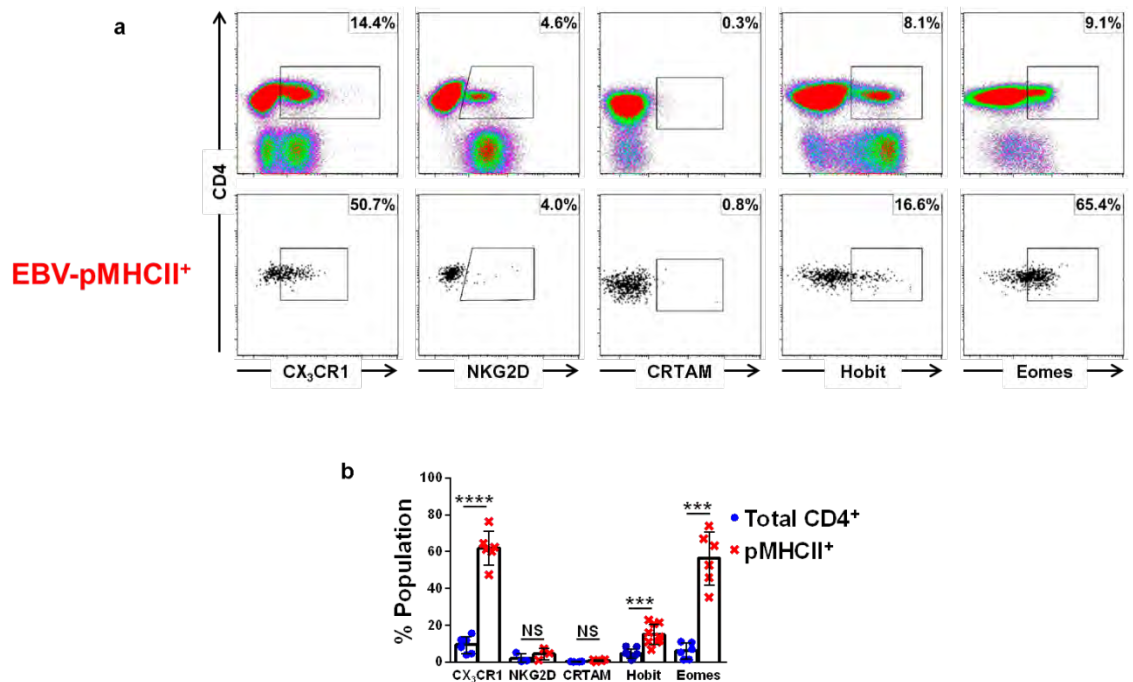 a
14.4%
4.6%
0.3%
8.1%
9.1%
CD4
50.7%
4.0%
0.8%
16.6%
65.4%
EBV-pMHCII⁺
CX₃CR1
NKG2D
CRTAM
Hobit
Eomes
b
100
80
60
40
20
0
% Population
****
NS
NS
***
***
Total CD4⁺
pMHCII⁺
CX₃CR1 NKG2D CRTAM Hobit Eomes